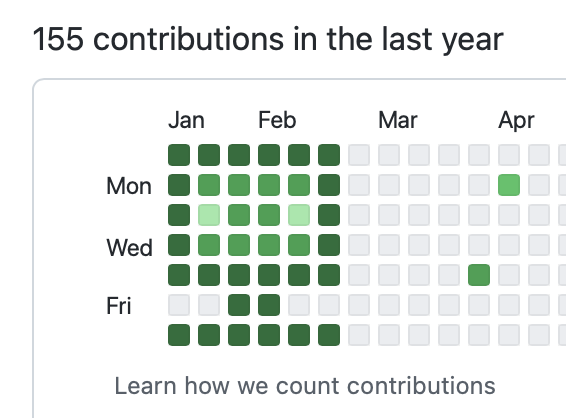 155 contributions in the last year
Jan Feb Mar Apr
Mon
Wed
Fri
Learn how we count contributions